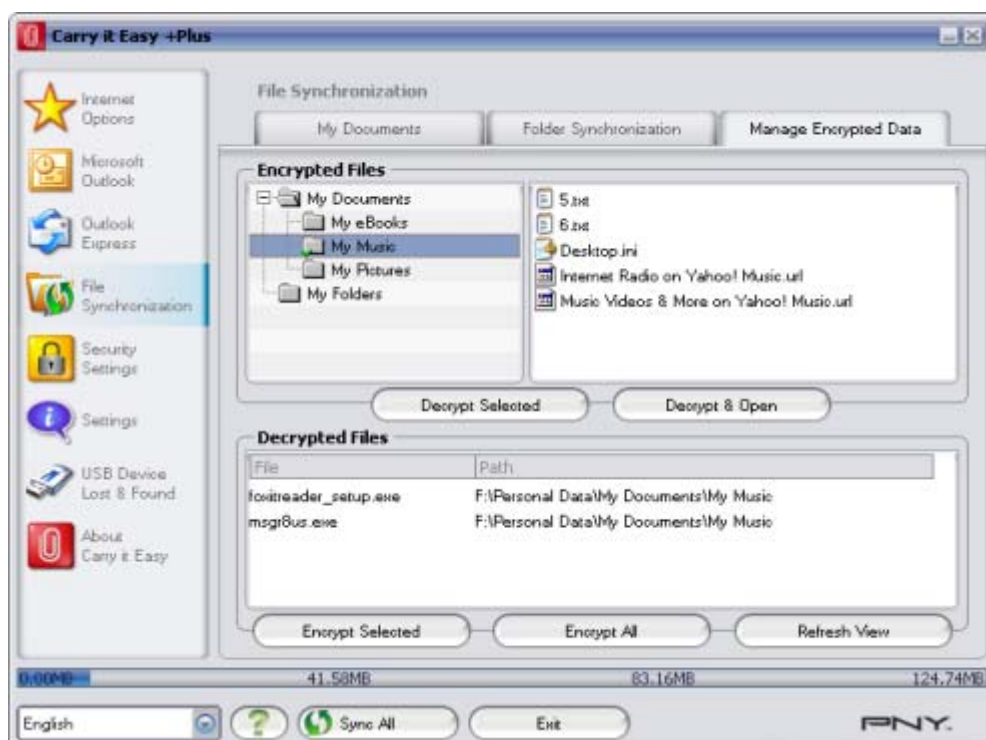 Carry it Easy +Plus
Internet
Options
Microsoft
Outlook
Outlook
Express
File
Synchronization
Security
Settings
Settings
USB Device
Lost & Found
About
Carry it Easy
File Synchronization
My Documents
Folder Synchronization
Manage Encrypted Data
Encrypted Files
My Documents
My eBooks
My Music
My Pictures
My Folders
5.txt
6.txt
Desktop.ini
Internet Radio on Yahoo! Music.url
Music Videos & More on Yahoo! Music.url
Decrypt Selected
Decrypt & Open
Decrypted Files
File Path
foxitreader_setup.exe F:\Personal Data\My Documents\My Music
msgr8us.exe F:\Personal Data\My Documents\My Music
Encrypt Selected
Encrypt All
Refresh View
0.00MB 41.58MB 83.16MB 124.74MB
English
?
Sync All
Exit
PNY.